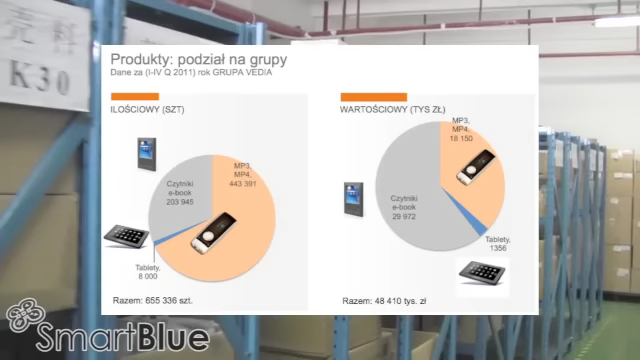 壳料
K30
Produkty: podział na grupy
Dane za (I-IV Q 2011) rok GRUPA VEDIA
ILOŚCIOWY (SZT)
MP3,
MP4,
443 391
Czytniki
e-book
203 945
Tablety,
8 000
Razem: 655 336 szt.
WARTOŚCIOWY (TYS ZŁ)
MP3,
MP4,
18 150
Czytniki
e-book
29 972
Tablety,
1356
Razem: 48 410 tys. zł
SmartBlue